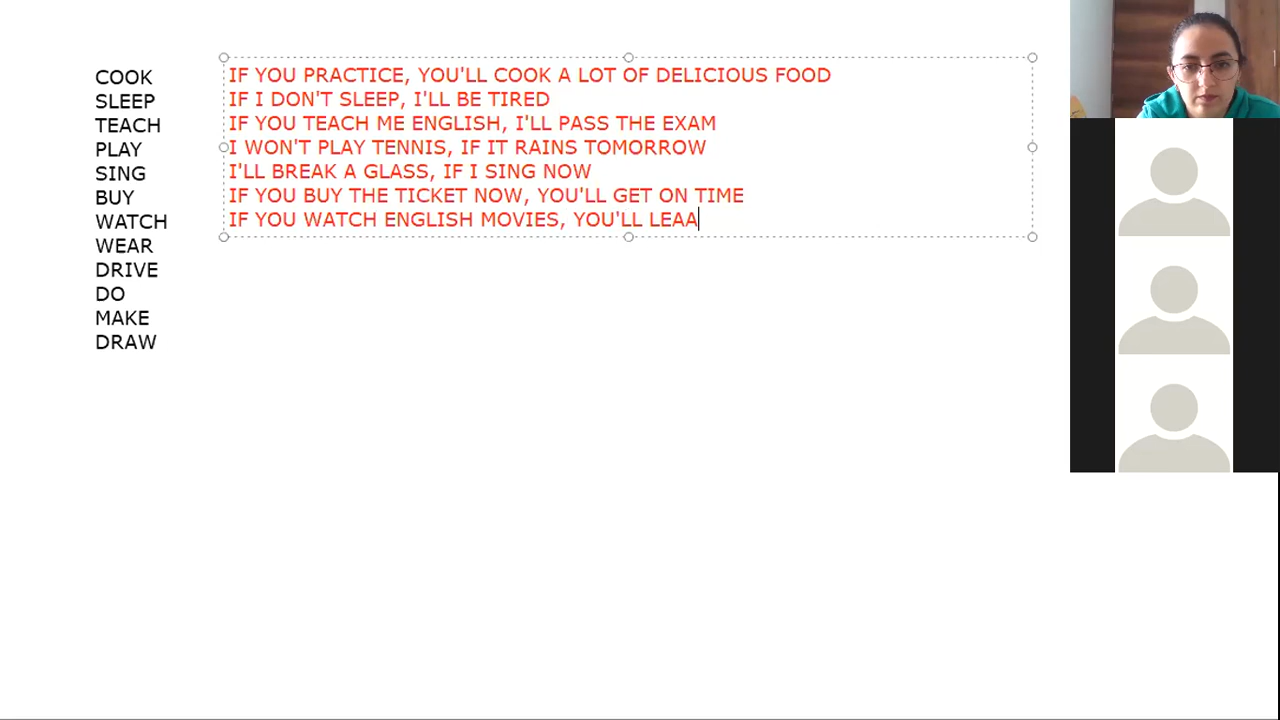 COOK
SLEEP
TEACH
PLAY
SING
BUY
WATCH
WEAR
DRIVE
DO
MAKE
DRAW
IF YOU PRACTICE, YOU'LL COOK A LOT OF DELICIOUS FOOD
IF I DON'T SLEEP, I'LL BE TIRED
IF YOU TEACH ME ENGLISH, I'LL PASS THE EXAM
I WON'T PLAY TENNIS, IF IT RAINS TOMORROW
I'LL BREAK A GLASS, IF I SING NOW
IF YOU BUY THE TICKET NOW, YOU'LL GET ON TIME
IF YOU WATCH ENGLISH MOVIES, YOU'LL LEAA